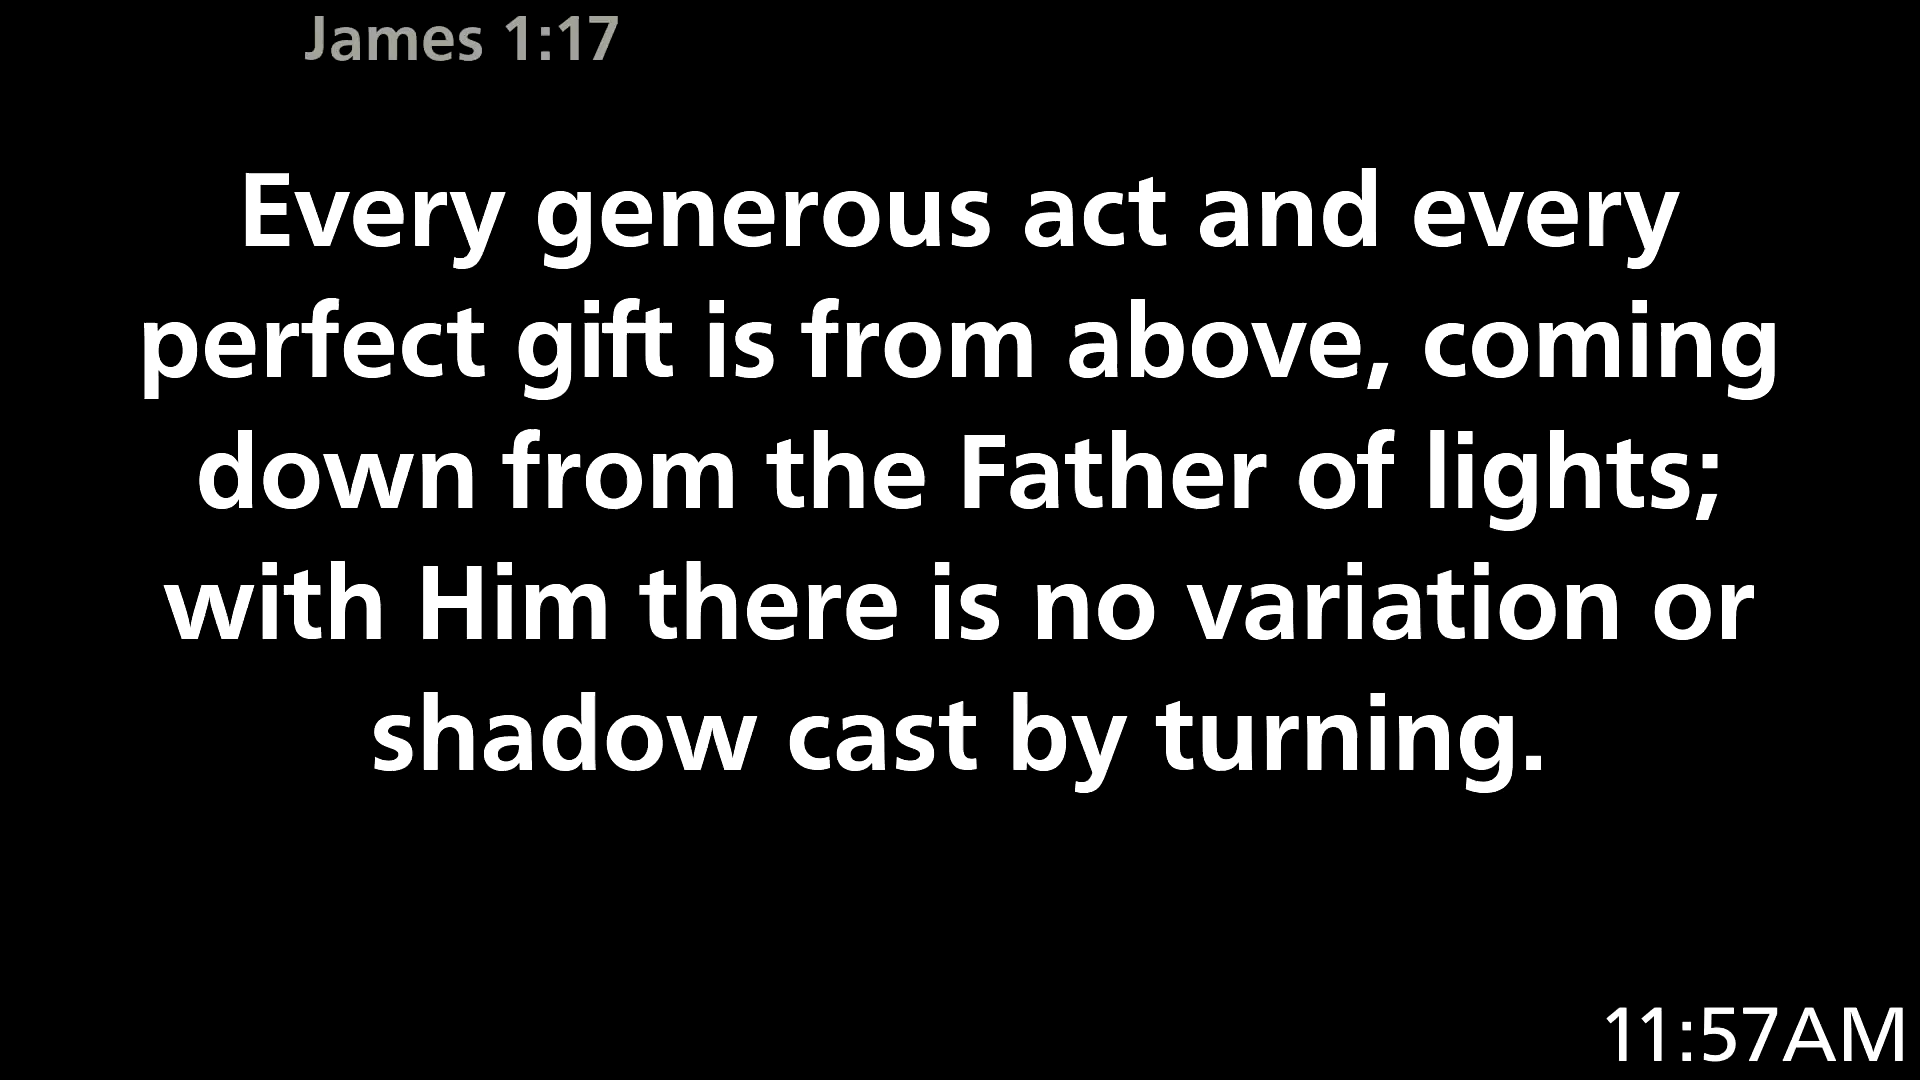 James 1:17
Every generous act and every
perfect gift is from above, coming
down from the Father of lights;
with Him there is no variation or
shadow cast by turning.
11:57AM